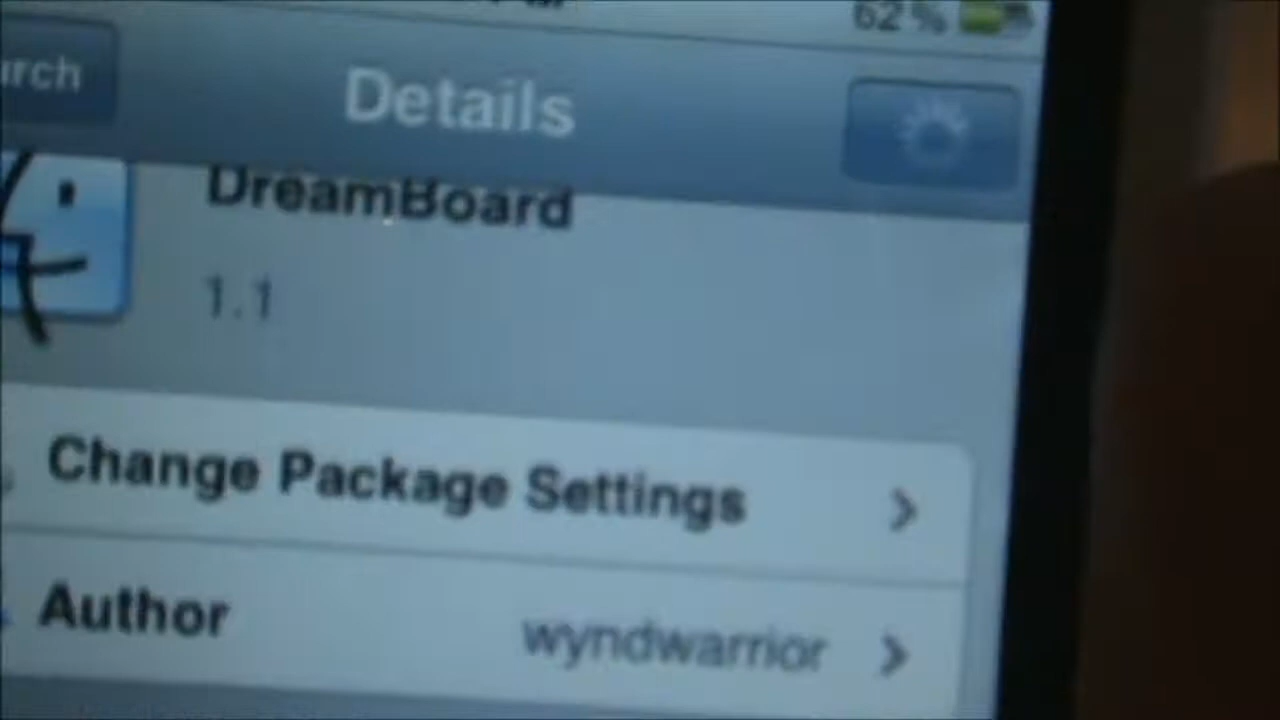 62%
rch
Details
DreamBoard
1.1
Change Package Settings
Author wyndwarrior